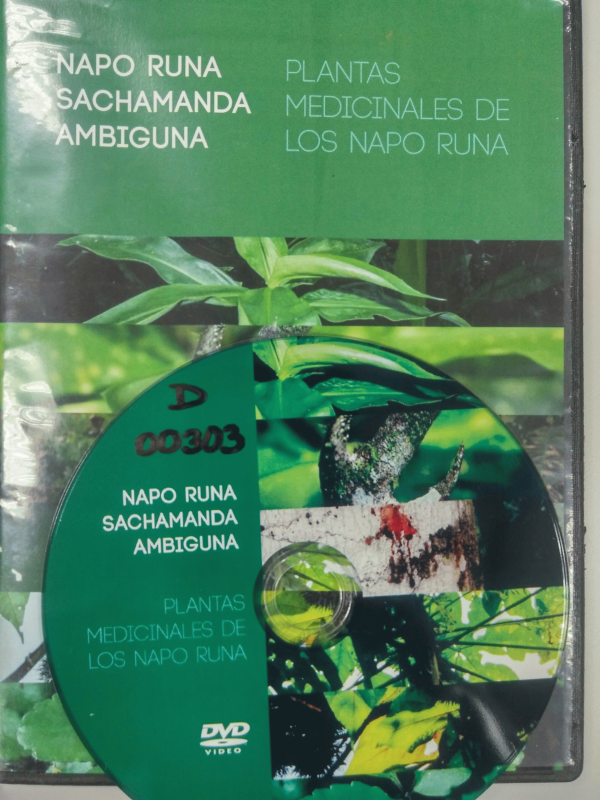 NAPO RUNA
SACHAMANDA
AMBIGUNA
PLANTAS
MEDICINALES DE
LOS NAPO RUNA
D
00303
NAPO RUNA
SACHAMANDA
AMBIGUNA
PLANTAS
MEDICINALES DE
LOS NAPO RUNA
DVD
VIDEO